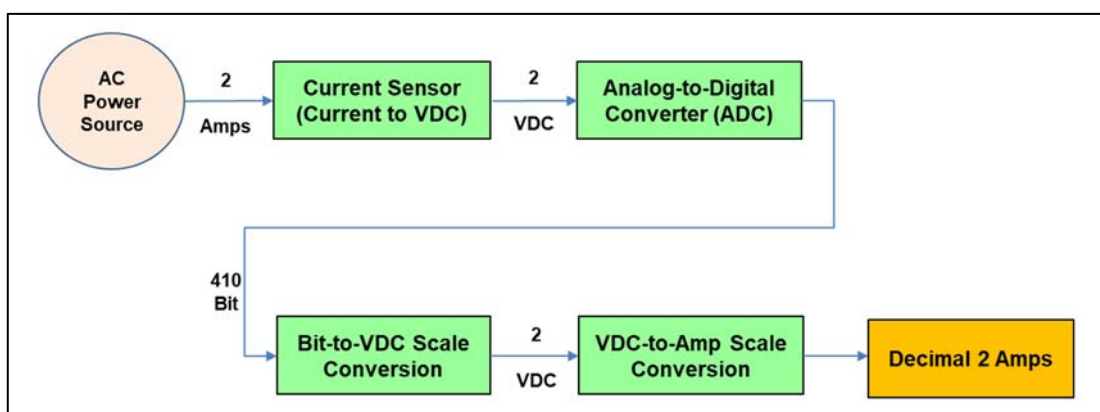 AC
Power
Source
2
Amps
Current Sensor
(Current to VDC)
2
VDC
Analog-to-Digital
Converter (ADC)
410
Bit
Bit-to-VDC Scale
Conversion
2
VDC
VDC-to-Amp Scale
Conversion
Decimal 2 Amps